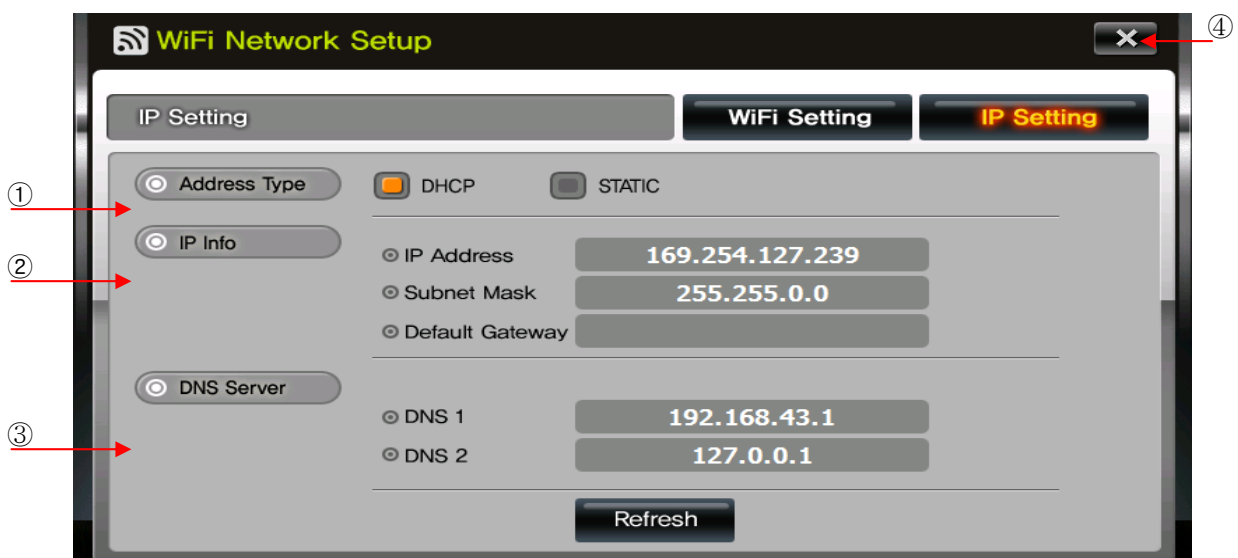 WiFi Network Setup
④
IP Setting
WiFi Setting
IP Setting
①
Address Type
DHCP
STATIC
②
IP Info
IP Address
169.254.127.239
Subnet Mask
255.255.0.0
Default Gateway
③
DNS Server
DNS 1
192.168.43.1
DNS 2
127.0.0.1
Refresh